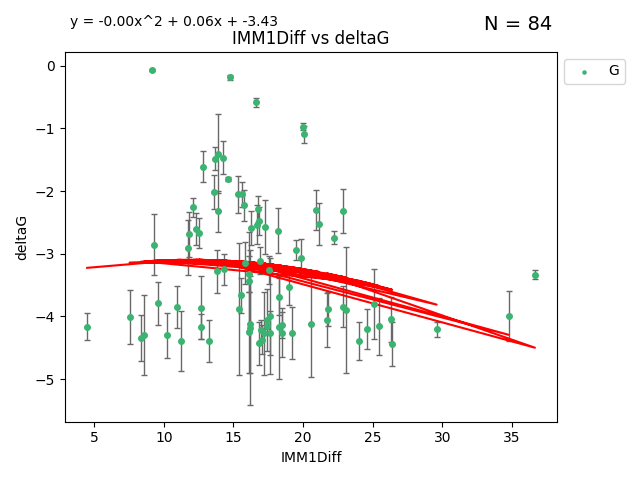 y = -0.00x^2 + 0.06x + -3.43
N = 84
IMM1Diff vs deltaG
G
deltaG
0
−1
−2
−3
−4
−5
5 10 15 20 25 30 35
IMM1Diff